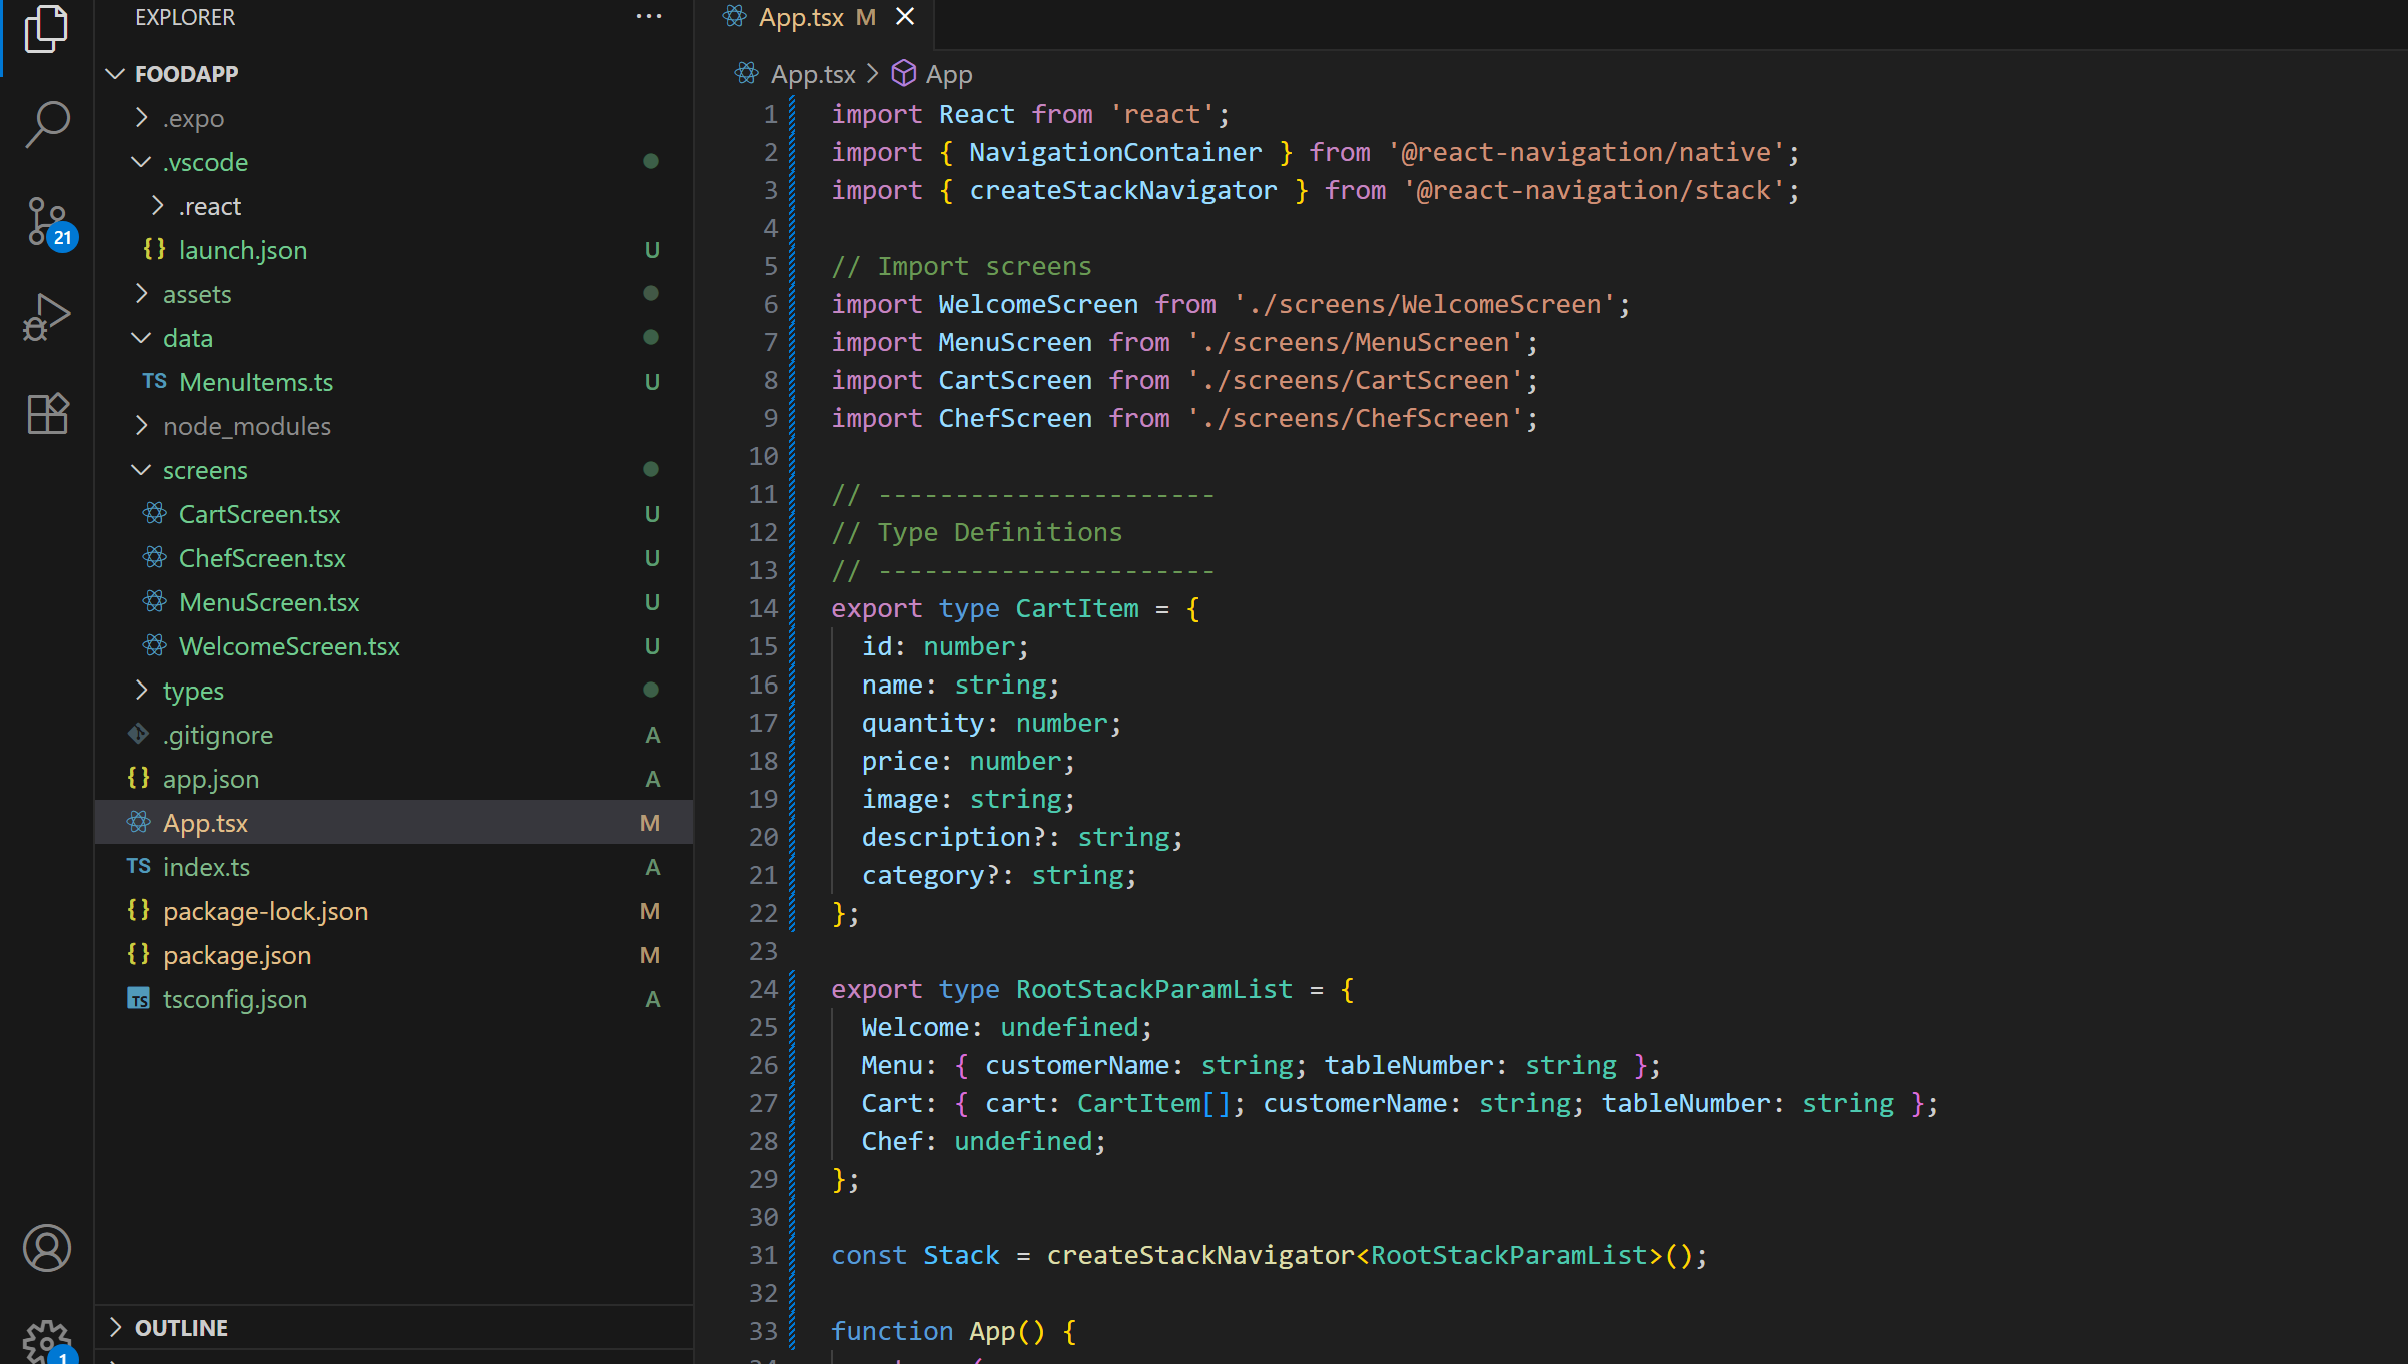 EXPLORER
FOODAPP
.expo
.vscode
.react
launch.json U
assets
data
TS MenuItems.ts U
node_modules
screens
CartScreen.tsx U
ChefScreen.tsx U
MenuScreen.tsx U
WelcomeScreen.tsx U
types
.gitignore A
{} app.json A
App.tsx M
TS index.ts A
{} package-lock.json M
{} package.json M
TS tsconfig.json A
OUTLINE
21
1
App.tsx M
App.tsx > App
1 import React from 'react';
2 import { NavigationContainer } from '@react-navigation/native';
3 import { createStackNavigator } from '@react-navigation/stack';
4
5 // Import screens
6 import WelcomeScreen from './screens/WelcomeScreen';
7 import MenuScreen from './screens/MenuScreen';
8 import CartScreen from './screens/CartScreen';
9 import ChefScreen from './screens/ChefScreen';
10
11 // ----------------------
12 // Type Definitions
13 // ----------------------
14 export type CartItem = {
15 id: number;
16 name: string;
17 quantity: number;
18 price: number;
19 image: string;
20 description?: string;
21 category?: string;
22 };
23
24 export type RootStackParamList = {
25 Welcome: undefined;
26 Menu: { customerName: string; tableNumber: string };
27 Cart: { cart: CartItem[]; customerName: string; tableNumber: string };
28 Chef: undefined;
29 };
30
31 const Stack = createStackNavigator<RootStackParamList>();
32
33 function App() {